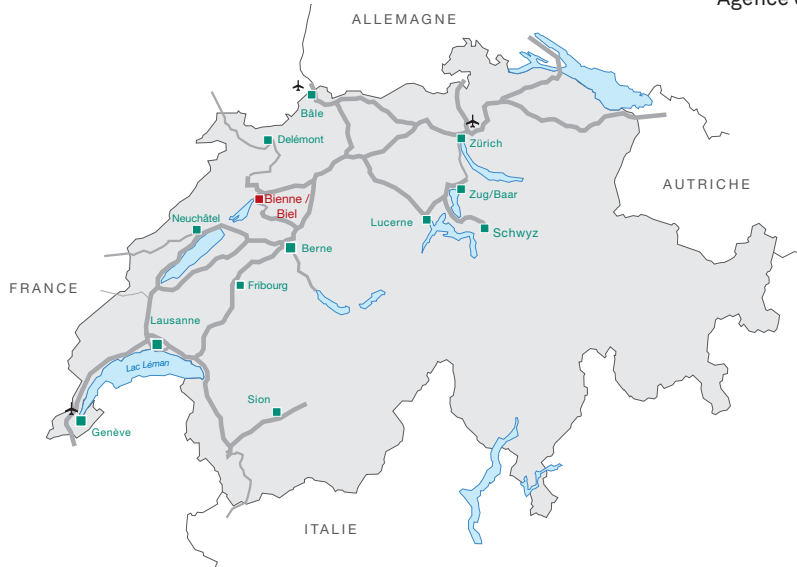 Agence
ALLEMAGNE
Bâle
Delémont
Zürich
AUTRICHE
Zug/Baar
Bienne /
Biel
Neuchâtel
Lucerne
Schwyz
Berne
FRANCE
Fribourg
Lausanne
Lac Léman
Sion
Genève
ITALIE